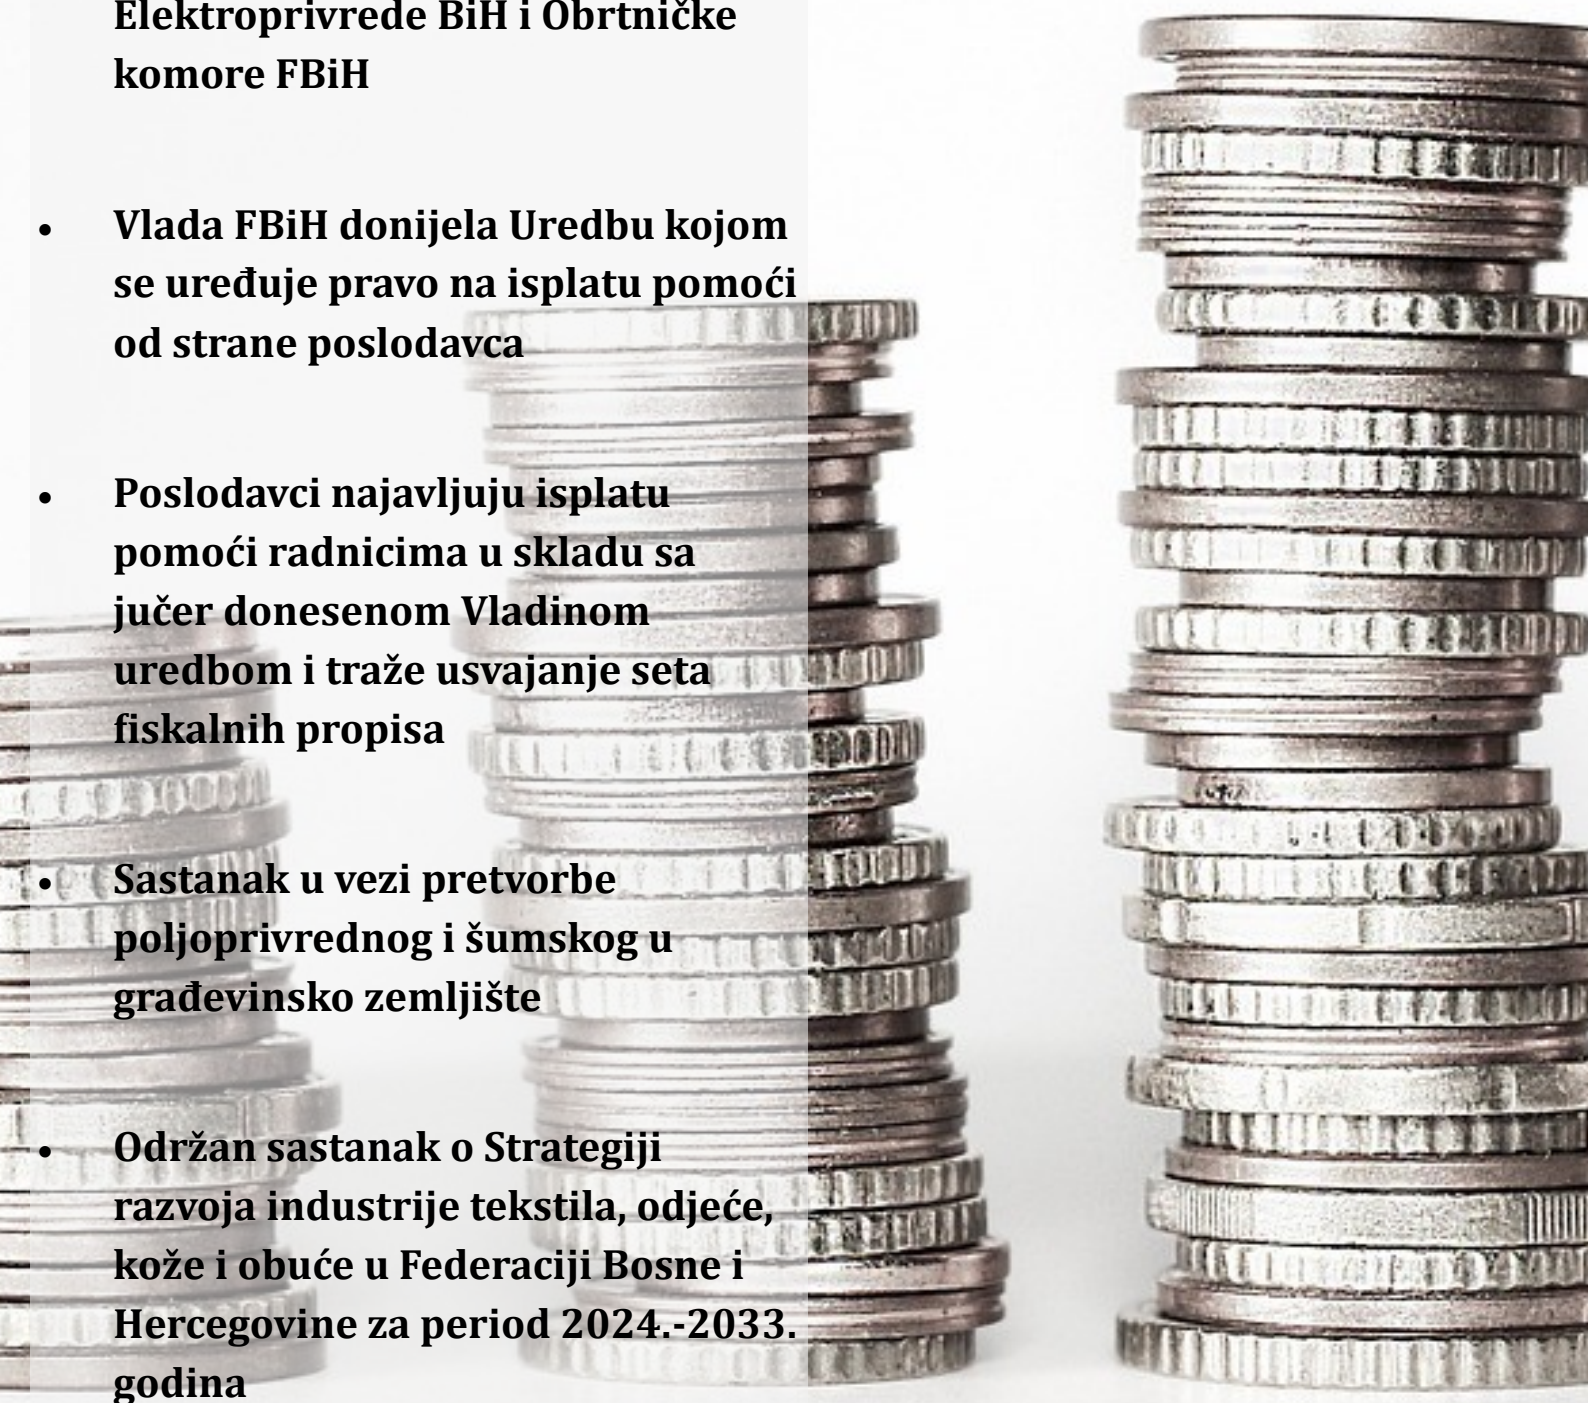 Elektroprivrede BiH i Obrtničke
komore FBiH
• Vlada FBiH donijela Uredbu kojom
se uređuje pravo na isplatu pomoći
od strane poslodavca
• Poslodavci najavljuju isplatu
pomoći radnicima u skladu sa
jučer donesenom Vladinom
uredbom i traže usvajanje seta
fiskalnih propisa
• Sastanak u vezi pretvorbe
poljoprivrednog i šumskog u
građevinsko zemljište
• Održan sastanak o Strategiji
razvoja industrije tekstila, odjeće,
kože i obuće u Federaciji Bosne i
Hercegovine za period 2024.-2033.
godina